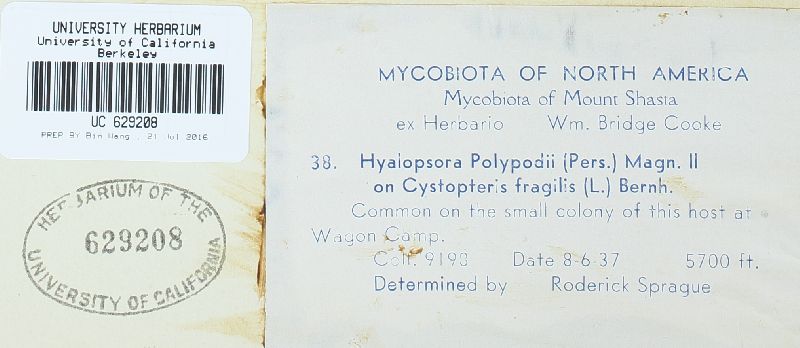 UNIVERSITY HERBARIUM
University of California
Berkeley
UC 629208
PREP BY Bin Wang , 21 Jul 2016
HERBARIUM OF THE
629208
UNIVERSITY OF CALIFORNIA
MYCOBIOTA OF NORTH AMERICA
Mycobiota of Mount Shasta
ex Herbario Wm. Bridge Cooke
38. Hyalopsora Polypodii (Pers.) Magn. II
on Cystopteris fragilis (L.) Bernh.
Common on the small colony of this host at
Wagon Camp.
Coll. 9193 Date 8-6-37 5700 ft.
Determined by Roderick Sprague